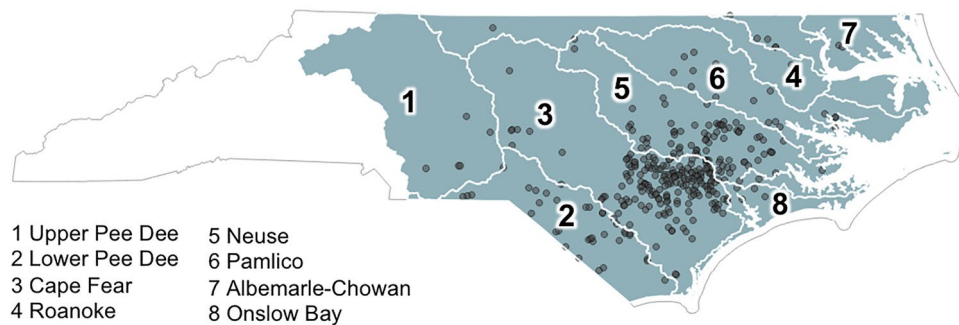 7
6
4
5
1
3
2
8
1 Upper Pee Dee
2 Lower Pee Dee
3 Cape Fear
4 Roanoke
5 Neuse
6 Pamlico
7 Albemarle-Chowan
8 Onslow Bay